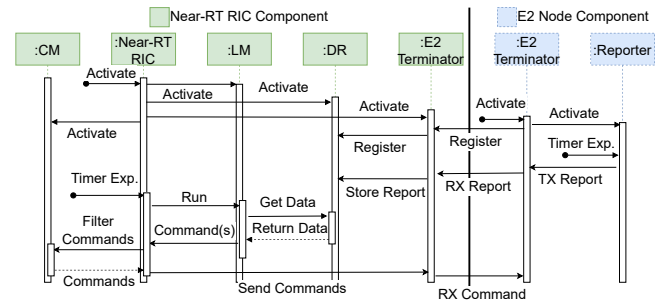 Near-RT RIC Component
E2 Node Component
:CM
:Near-RT
RIC
:LM
:DR
:E2
Terminator
:E2
Terminator
:Reporter
Activate
Activate
Activate
Activate
Activate
Activate
Activate
Register
Register
Timer Exp.
Timer Exp.
Run
Get Data
Store Report
RX Report
TX Report
Filter
Commands
Command(s)
Return Data
Commands
Send Commands
RX Command